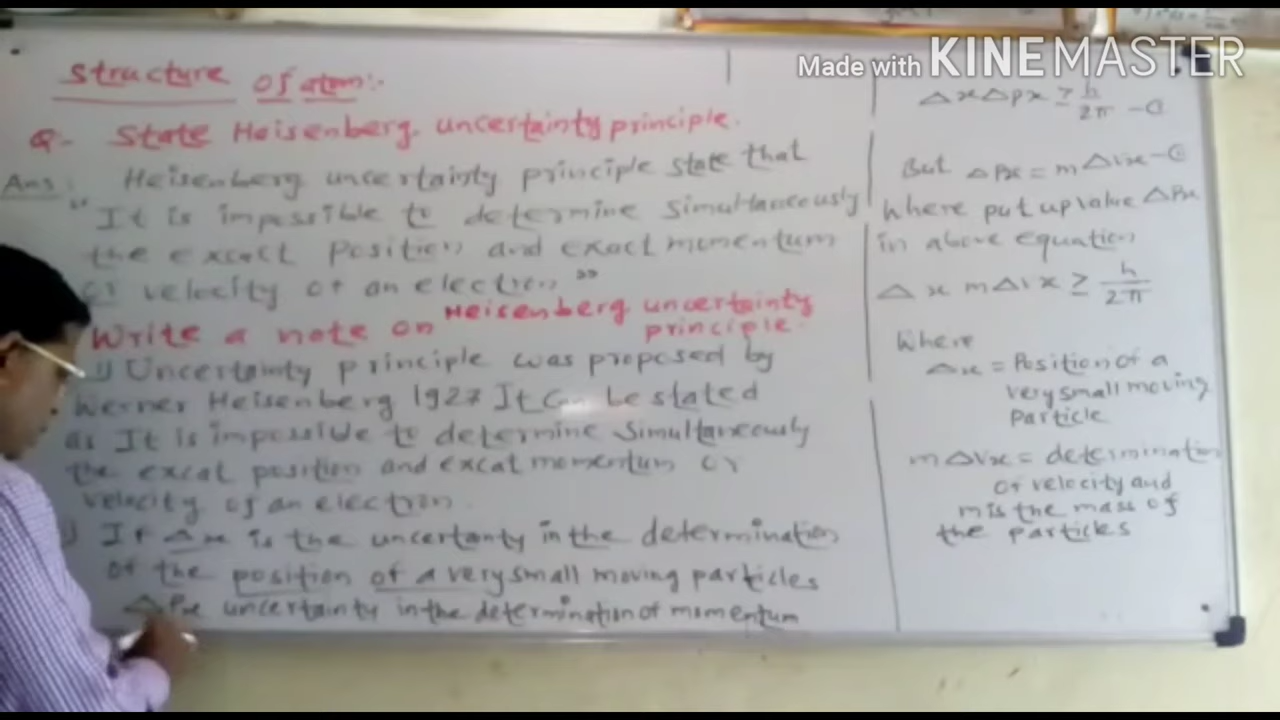 Made with KINEMASTER
Structure of atom:-
Q- State Heisenberg uncertainty principle.
Ans: Heisenberg uncertainty principle state that
"It is impossible to determine simultaneously
the excact position and exact momentum
or velocity of an electron"
Write a note on Heisenberg uncertainty principle.
1) Uncertainty principle was proposed by
Werner Heisenberg 1927 It can be stated
as It is impossible to determine simultaneously
the excat position and excat momentum or
velocity of an electron.
If Δx is the uncertanty in the determination
of the position of a very small moving particles
ΔPx uncertainty in the determination of momentum
Δx Δpx ≥ h/2π
But ΔPx = mΔVx
Where put up value ΔPx
in above equation
Δx mΔVx ≥ h/2π
Where
Δx = Position of a
very small moving
particle
mΔVx = determination
of velocity and
m is the mass of
the particles